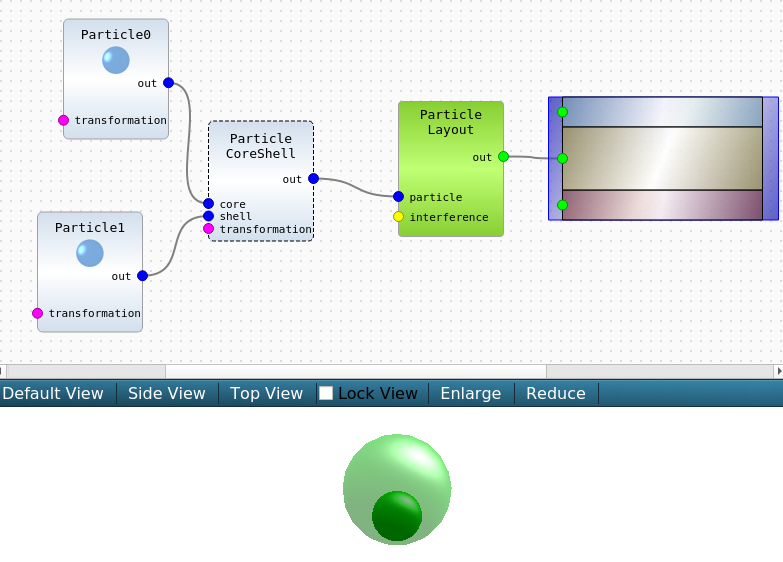 Particle0
out
transformation
Particle
CoreShell
out
core
shell
transformation
Particle
Layout
out
particle
interference
Particle1
out
transformation
Default View
Side View
Top View
Lock View
Enlarge
Reduce